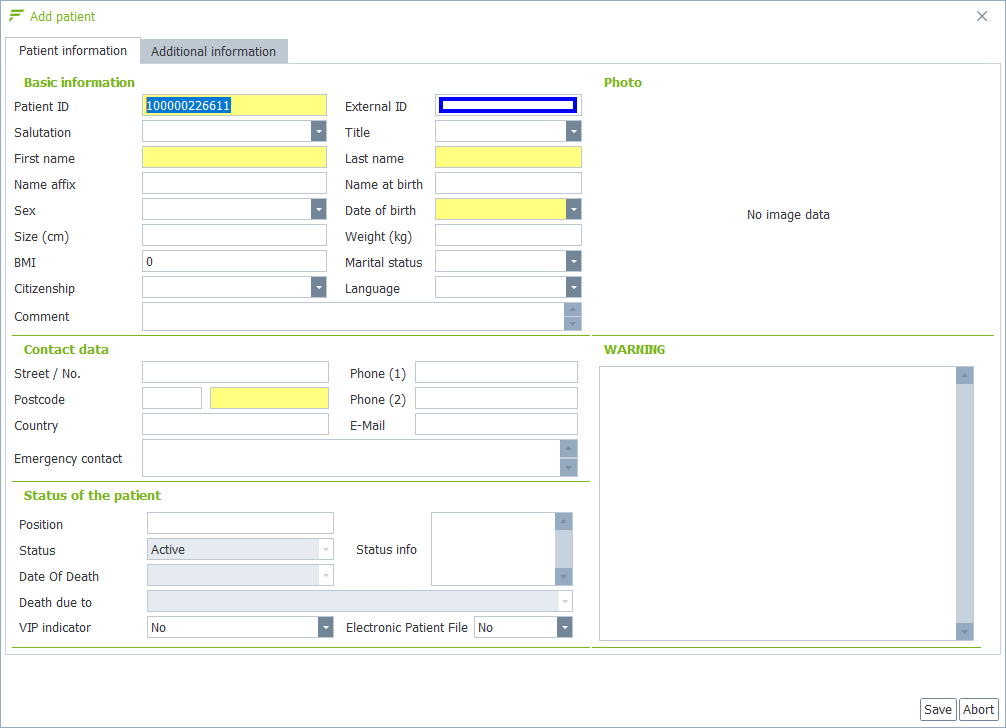 Add patient
Patient information
Additional information
Basic information
Photo
Patient ID
100000226611
External ID
Salutation
Title
First name
Last name
Name affix
Name at birth
Sex
Date of birth
Size (cm)
Weight (kg)
BMI
0
Marital status
Citizenship
Language
Comment
No image data
Contact data
WARNING
Street / No.
Phone (1)
Postcode
Phone (2)
Country
E-Mail
Emergency contact
Status of the patient
Position
Status
Active
Status info
Date Of Death
Death due to
VIP indicator
No
Electronic Patient File
No
Save
Abort